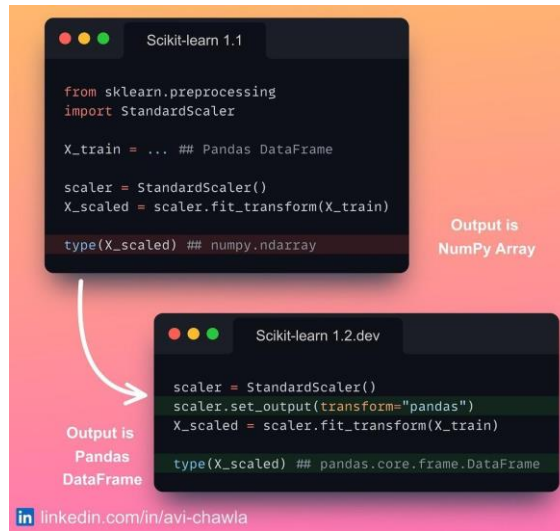 Scikit-learn 1.1
from sklearn.preprocessing
import StandardScaler
X_train = ... ## Pandas DataFrame
scaler = StandardScaler()
X_scaled = scaler.fit_transform(X_train)
type(X_scaled) ## numpy.ndarray
Output is
NumPy Array
Scikit-learn 1.2.dev
scaler = StandardScaler()
scaler.set_output(transform="pandas")
X_scaled = scaler.fit_transform(X_train)
type(X_scaled) ## pandas.core.frame.DataFrame
Output is
Pandas
DataFrame
in linkedin.com/in/avi-chawla